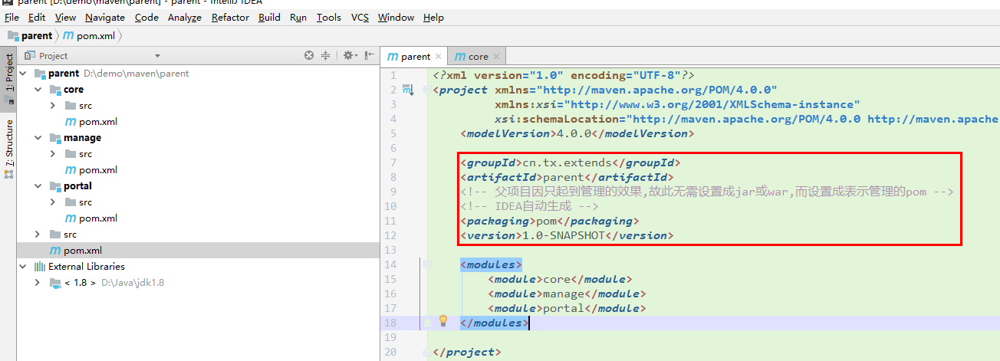 parent [D:\demo\maven\parent] - parent - IntelliJ IDEA
File Edit View Navigate Code Analyze Refactor Build Run Tools VCS Window Help
parent pom.xml
Project
parent core
1: Project
7: Structure
parent D:\demo\maven\parent
core
src
pom.xml
manage
src
pom.xml
portal
src
pom.xml
src
pom.xml
External Libraries
< 1.8 > D:\Java\jdk1.8
1 <?xml version="1.0" encoding="UTF-8"?>
2 <project xmlns="http://maven.apache.org/POM/4.0.0"
3 xmlns:xsi="http://www.w3.org/2001/XMLSchema-instance"
4 xsi:schemaLocation="http://maven.apache.org/POM/4.0.0 http://maven.apache
5 <modelVersion>4.0.0</modelVersion>
6
7 <groupId>cn.tx.extends</groupId>
8 <artifactId>parent</artifactId>
9 <!-- 父项目因只起到管理的效果,故此无需设置成jar或war,而设置成表示管理的pom -->
10 <!-- IDEA自动生成 -->
11 <packaging>pom</packaging>
12 <version>1.0-SNAPSHOT</version>
13
14 <modules>
15 <module>core</module>
16 <module>manage</module>
17 <module>portal</module>
18 </modules>
19
20 </project>